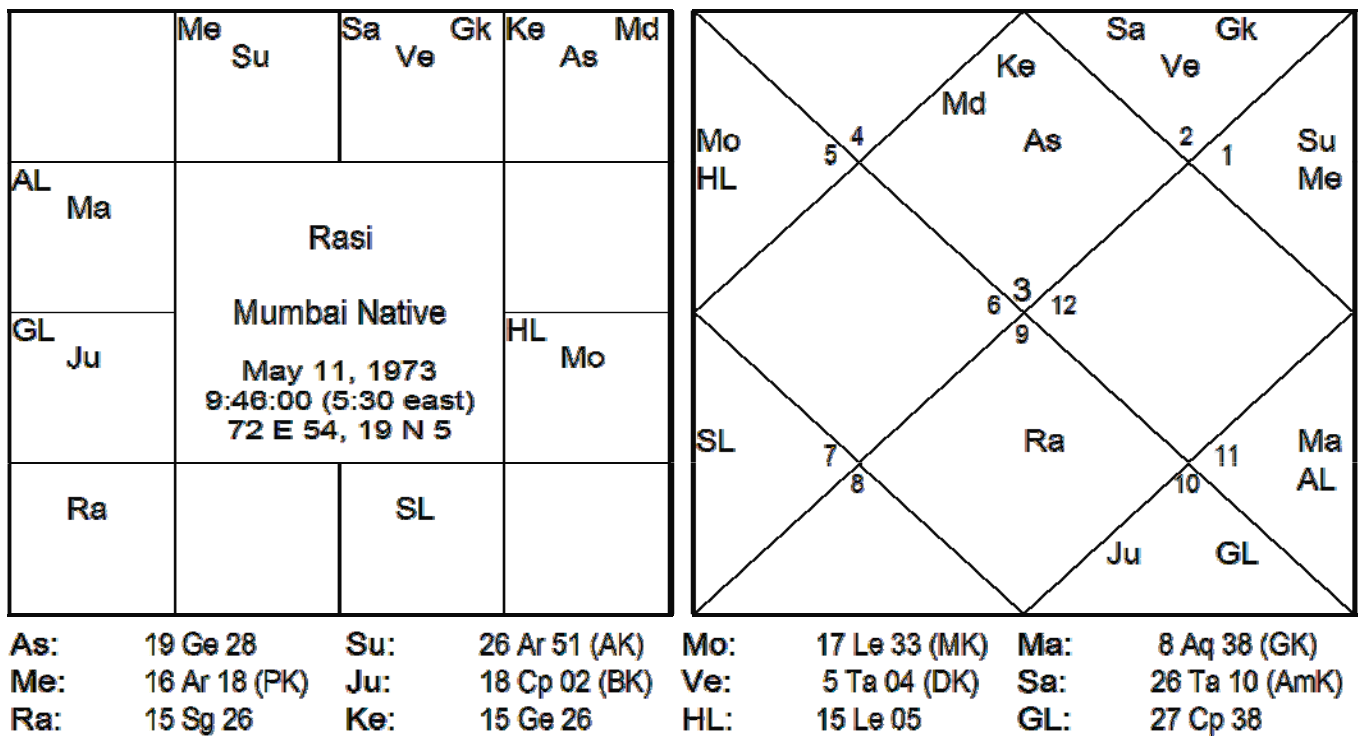 Me Sa Gk Ke Md
Su Ve As
AL
Ma
Rasi
Mumbai Native
GL HL
Ju Mo
May 11, 1973
9:46:00 (5:30 east)
72 E 54, 19 N 5
Ra SL
Sa Gk
Ke Ve
Md
Mo 4 As 2 Su
HL 5 1 Me
3
6 12
9
SL 7 Ra 11 Ma
8 10 AL
Ju GL
As: 19 Ge 28 Su: 26 Ar 51 (AK) Mo: 17 Le 33 (MK) Ma: 8 Aq 38 (GK)
Me: 16 Ar 18 (PK) Ju: 18 Cp 02 (BK) Ve: 5 Ta 04 (DK) Sa: 26 Ta 10 (AmK)
Ra: 15 Sg 26 Ke: 15 Ge 26 HL: 15 Le 05 GL: 27 Cp 38